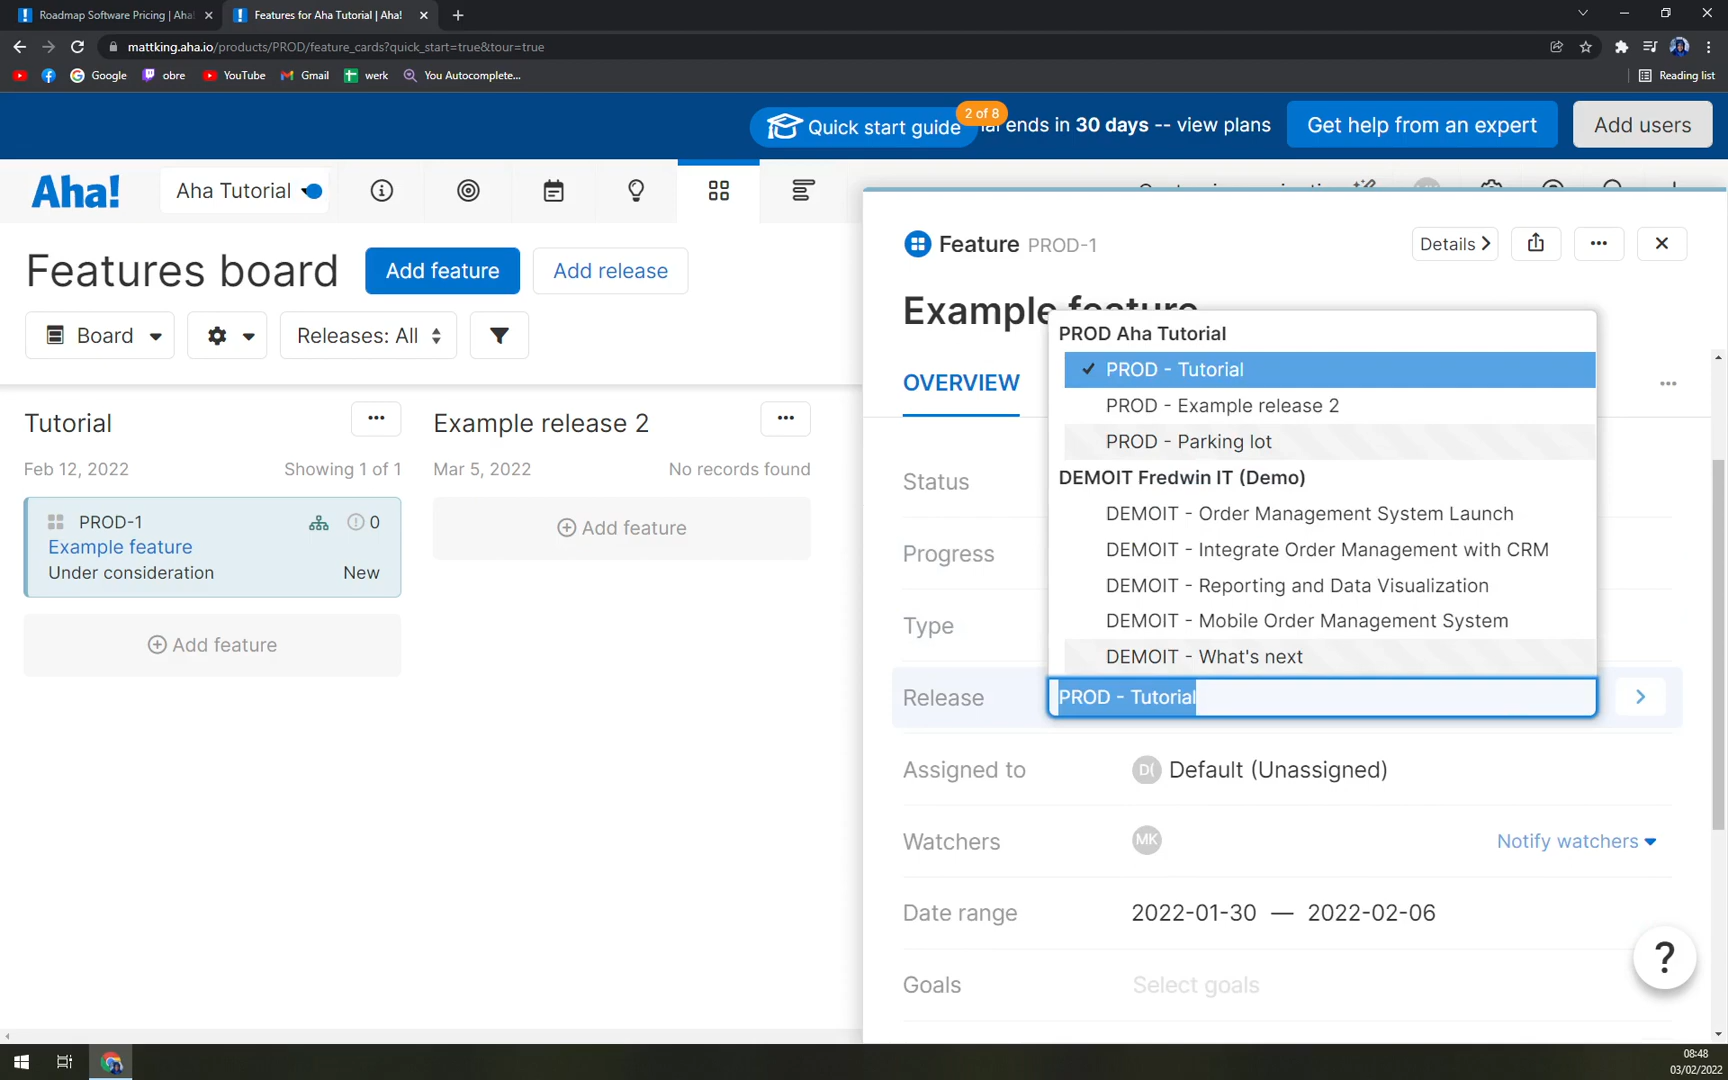 Roadmap Software Pricing | Aha!
Features for Aha Tutorial | Aha!
mattking.aha.io/products/PROD/feature_cards?quick_start=true&tour=true
Google
obre
YouTube
Gmail
werk
You Autocomplete...
Reading list
Quick start guide
2 of 8
ial ends in 30 days -- view plans
Get help from an expert
Add users
Aha!
Aha Tutorial
Features board
Add feature
Add release
Board
Releases: All
Tutorial
...
Feb 12, 2022
Showing 1 of 1
PROD-1
0
Example feature
Under consideration
New
Add feature
Example release 2
...
Mar 5, 2022
No records found
Add feature
Feature PROD-1
Details
...
Example feature
OVERVIEW
...
PROD Aha Tutorial
PROD - Tutorial
PROD - Example release 2
PROD - Parking lot
DEMOIT Fredwin IT (Demo)
DEMOIT - Order Management System Launch
DEMOIT - Integrate Order Management with CRM
DEMOIT - Reporting and Data Visualization
DEMOIT - Mobile Order Management System
DEMOIT - What's next
Status
Progress
Type
Release
PROD - Tutorial
Assigned to
D( Default (Unassigned)
Watchers
MK
Notify watchers
Date range
2022-01-30 — 2022-02-06
Goals
Select goals
?
08:48
03/02/2022